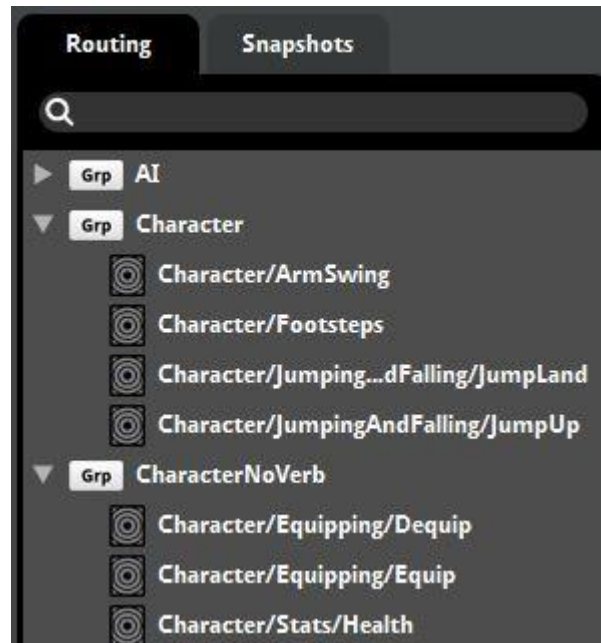 Routing Snapshots
Grp AI
Grp Character
Character/ArmSwing
Character/Footsteps
Character/Jumping...dFalling/JumpLand
Character/JumpingAndFalling/JumpUp
Grp CharacterNoVerb
Character/Equipping/Dequip
Character/Equipping/Equip
Character/Stats/Health